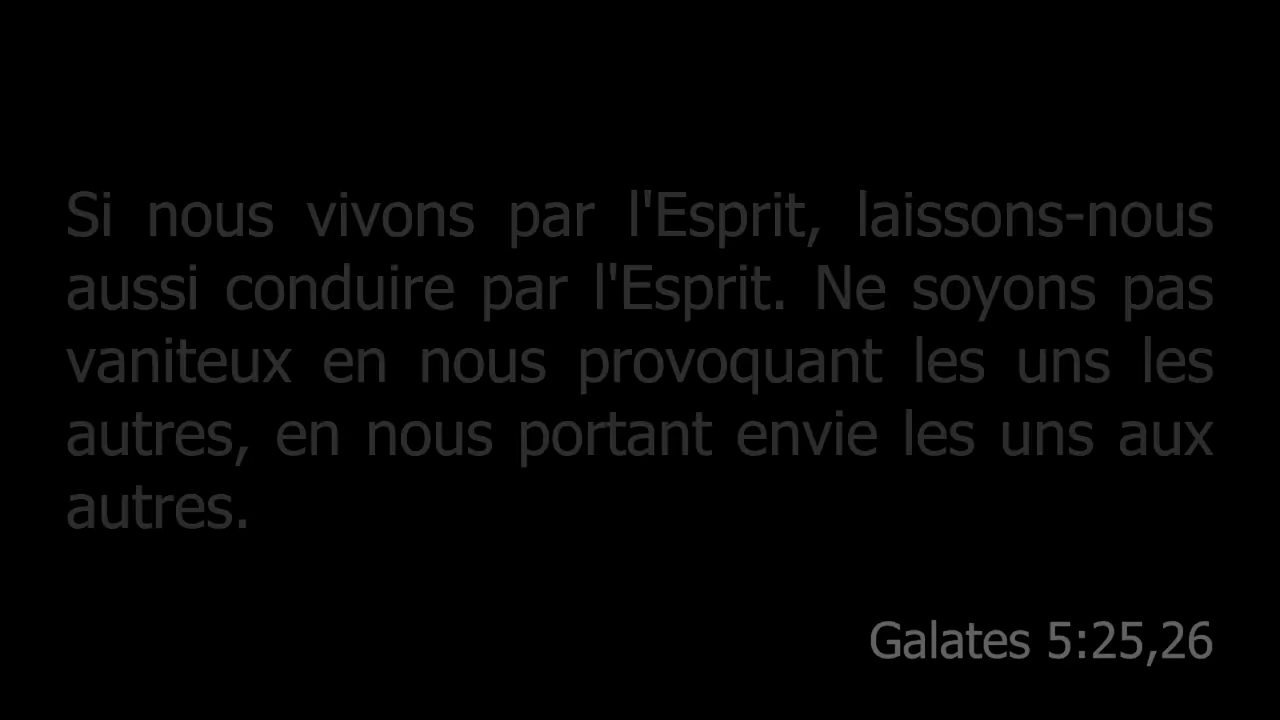 Si nous vivons par l'Esprit, laissons-nous
aussi conduire par l'Esprit. Ne soyons pas
vaniteux en nous provoquant les uns les
autres, en nous portant envie les uns aux
autres.
Galates 5:25,26